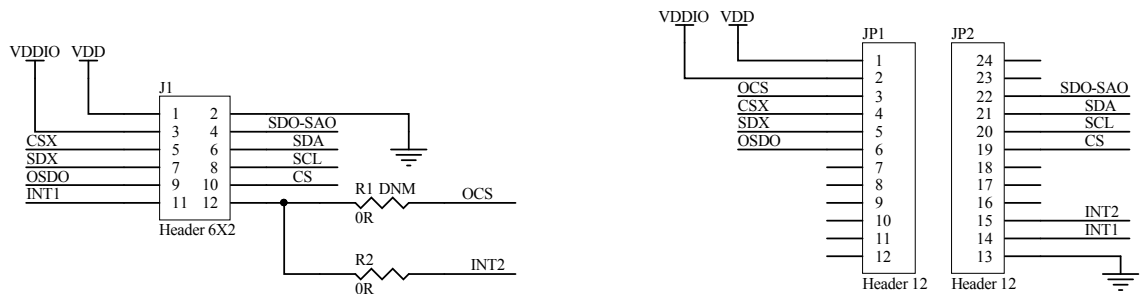 VDDIO VDD
J1
1 2
3 4 SDO-SAO
CSX 5 6 SDA
SDX 7 8 SCL
OSDO 9 10 CS
INT1 11 12
Header 6X2
R1 DNM OCS
0R
R2 INT2
0R
VDDIO VDD
JP1
1
2
OCS 3
CSX 4
SDX 5
OSDO 6
7
8
9
10
11
12
Header 12
JP2
24
23
22 SDO-SAO
21 SDA
20 SCL
19 CS
18
17
16
15 INT2
14 INT1
13
Header 12